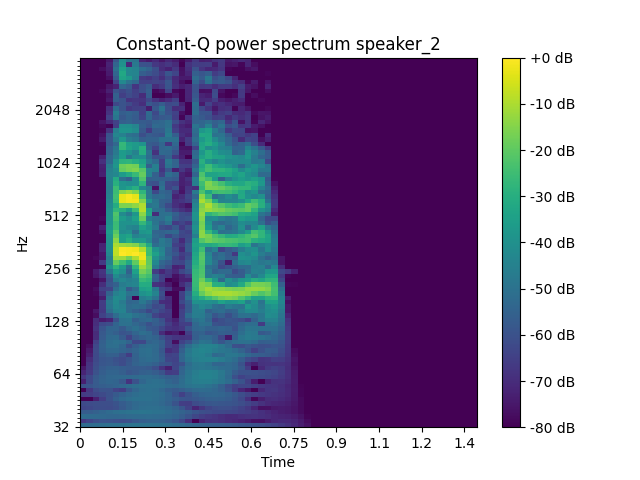 Constant-Q power spectrum speaker_2
Hz
2048
1024
512
256
128
64
32
0 0.15 0.3 0.45 0.6 0.75 0.9 1.1 1.2 1.4
Time
+0 dB
-10 dB
-20 dB
-30 dB
-40 dB
-50 dB
-60 dB
-70 dB
-80 dB